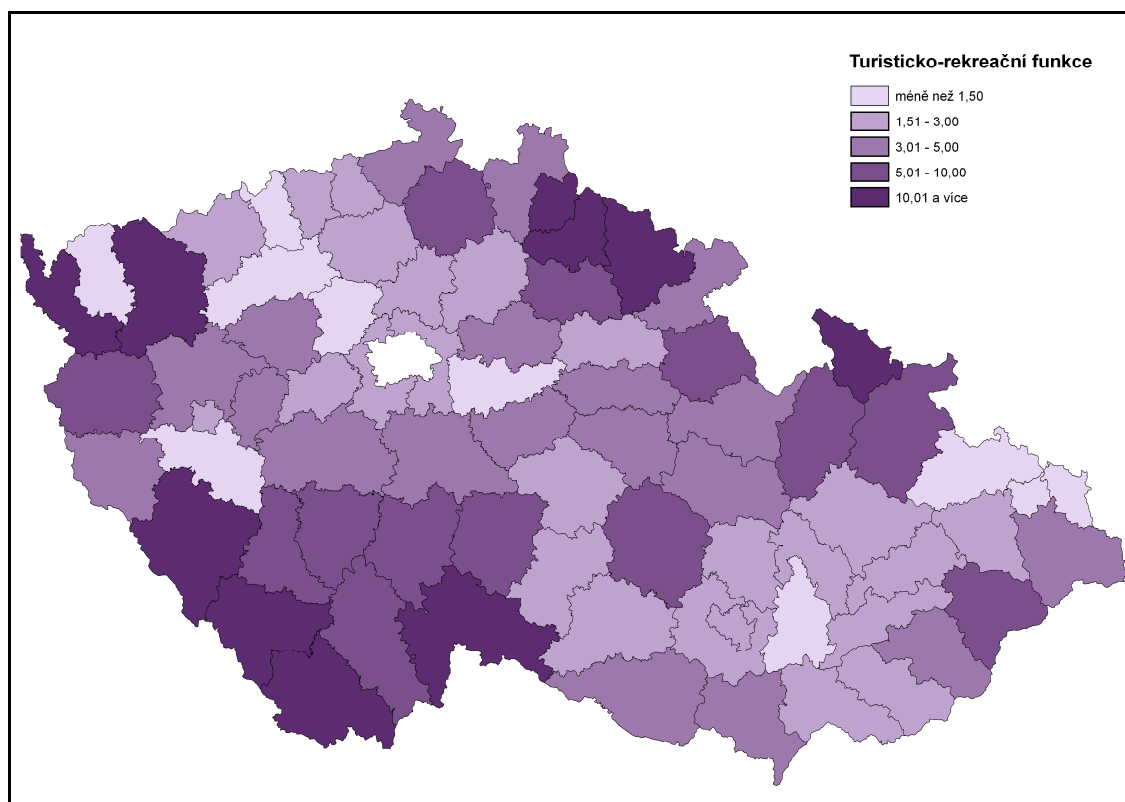 Turisticko-rekreační funkce
méně než 1,50
1,51 - 3,00
3,01 - 5,00
5,01 - 10,00
10,01 a více